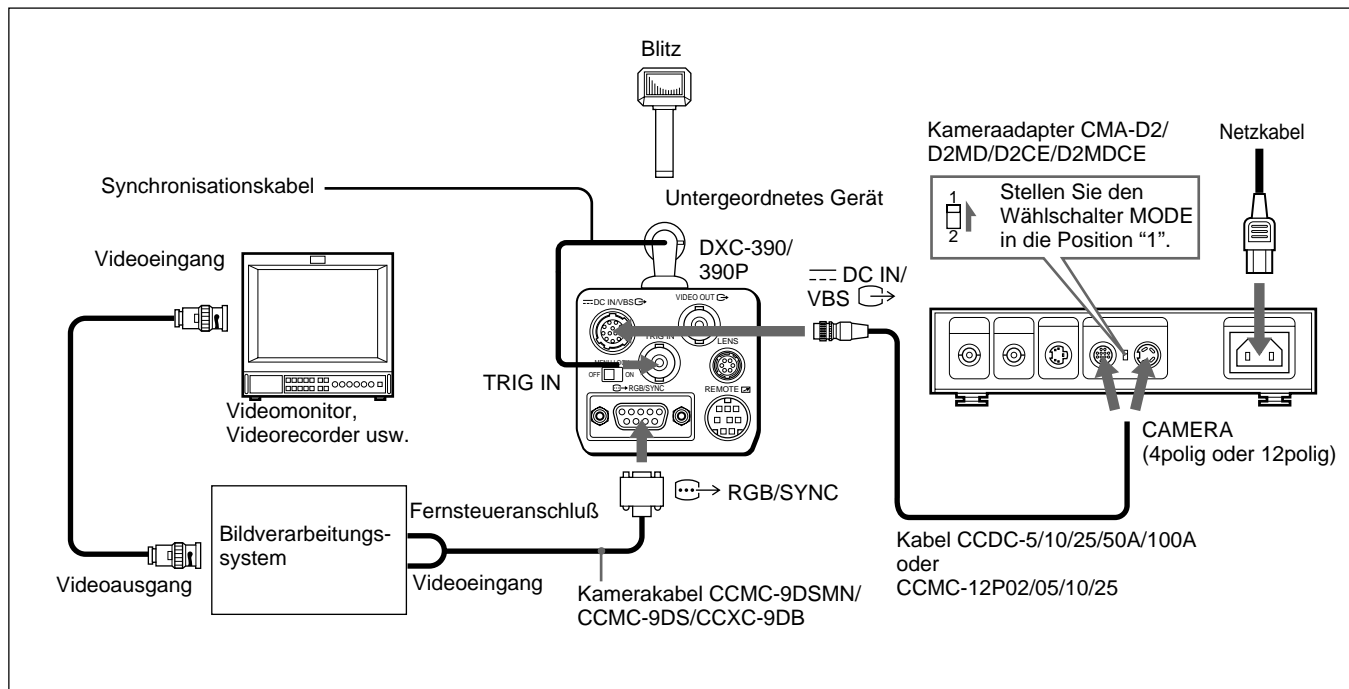 Blitz
Kameraadapter CMA-D2/
D2MD/D2CE/D2MDCE
Netzkabel
Synchronisationskabel
Untergeordnetes Gerät
1
2
Stellen Sie den
Wählschalter MODE
in die Position “1”.
Videoeingang
DXC-390/
390P
DC IN/
VBS
DC IN/VBS
VIDEO OUT
TRIG IN
LENS
OFF
ON
RGB/SYNC
REMOTE
TRIG IN
Videomonitor,
Videorecorder usw.
CAMERA
(4polig oder 12polig)
RGB/SYNC
Fernsteueranschluß
Bildverarbeitungs-
system
Videoeingang
Videoausgang
Kamerakabel CCMC-9DSMN/
CCMC-9DS/CCXC-9DB
Kabel CCDC-5/10/25/50A/100A
oder
CCMC-12P02/05/10/25